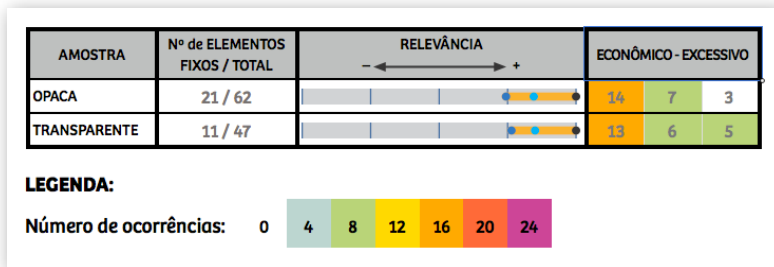 AMOSTRA Nº de ELEMENTOS FIXOS / TOTAL RELEVÂNCIA ECONÔMICO - EXCESSIVO
– +
OPACA 21 / 62 14 7 3
TRANSPARENTE 11 / 47 13 6 5
LEGENDA:
Número de ocorrências: 0 4 8 12 16 20 24